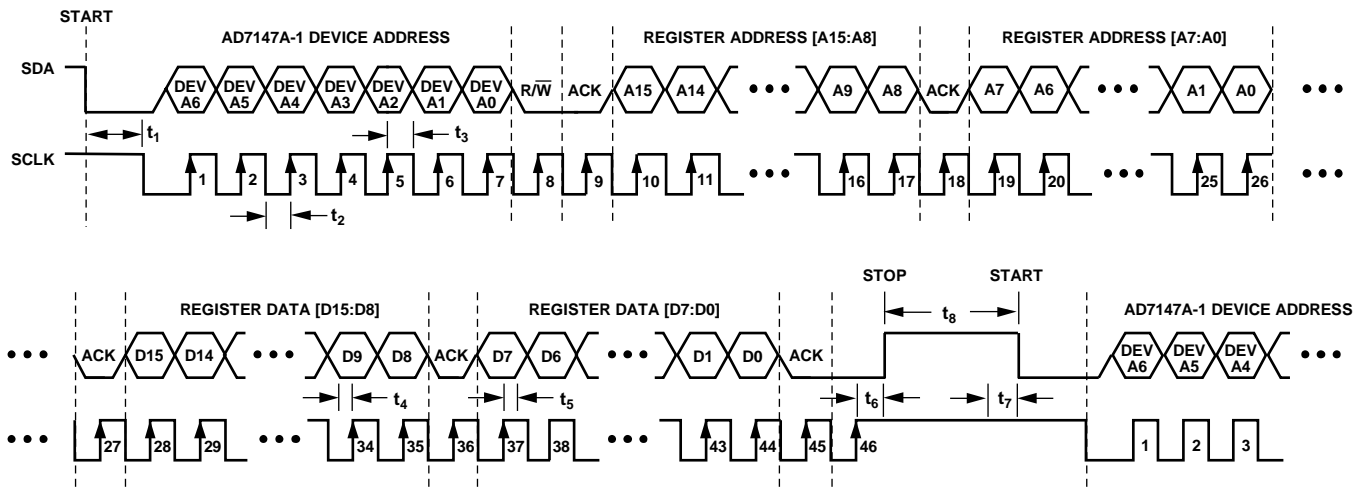 START
AD7147A-1 DEVICE ADDRESS REGISTER ADDRESS [A15:A8] REGISTER ADDRESS [A7:A0]
SDA DEV A6 DEV A5 DEV A4 DEV A3 DEV A2 DEV A1 DEV A0 R/W̅ ACK A15 A14 A9 A8 ACK A7 A6 A1 A0
t1 t3
SCLK 1 2 3 4 5 6 7 8 9 10 11 16 17 18 19 20 25 26
t2
STOP START
REGISTER DATA [D15:D8] REGISTER DATA [D7:D0] t8 AD7147A-1 DEVICE ADDRESS
ACK D15 D14 D9 D8 ACK D7 D6 D1 D0 ACK DEV A6 DEV A5 DEV A4
t4 t5 t6 t7
27 28 29 34 35 36 37 38 43 44 45 46 1 2 3